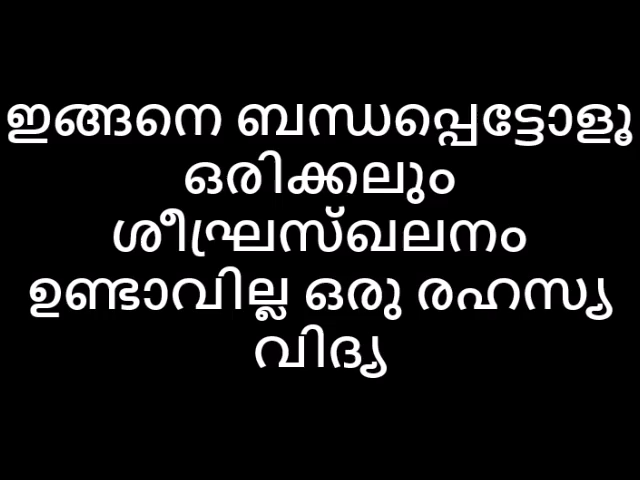 ഇങ്ങനെ ബന്ധപ്പെട്ടോളൂ
ഒരിക്കലും
ശീഘ്രസ്ഖലനം
ഉണ്ടാവില്ല ഒരു രഹസ്യ
വിദ്യ